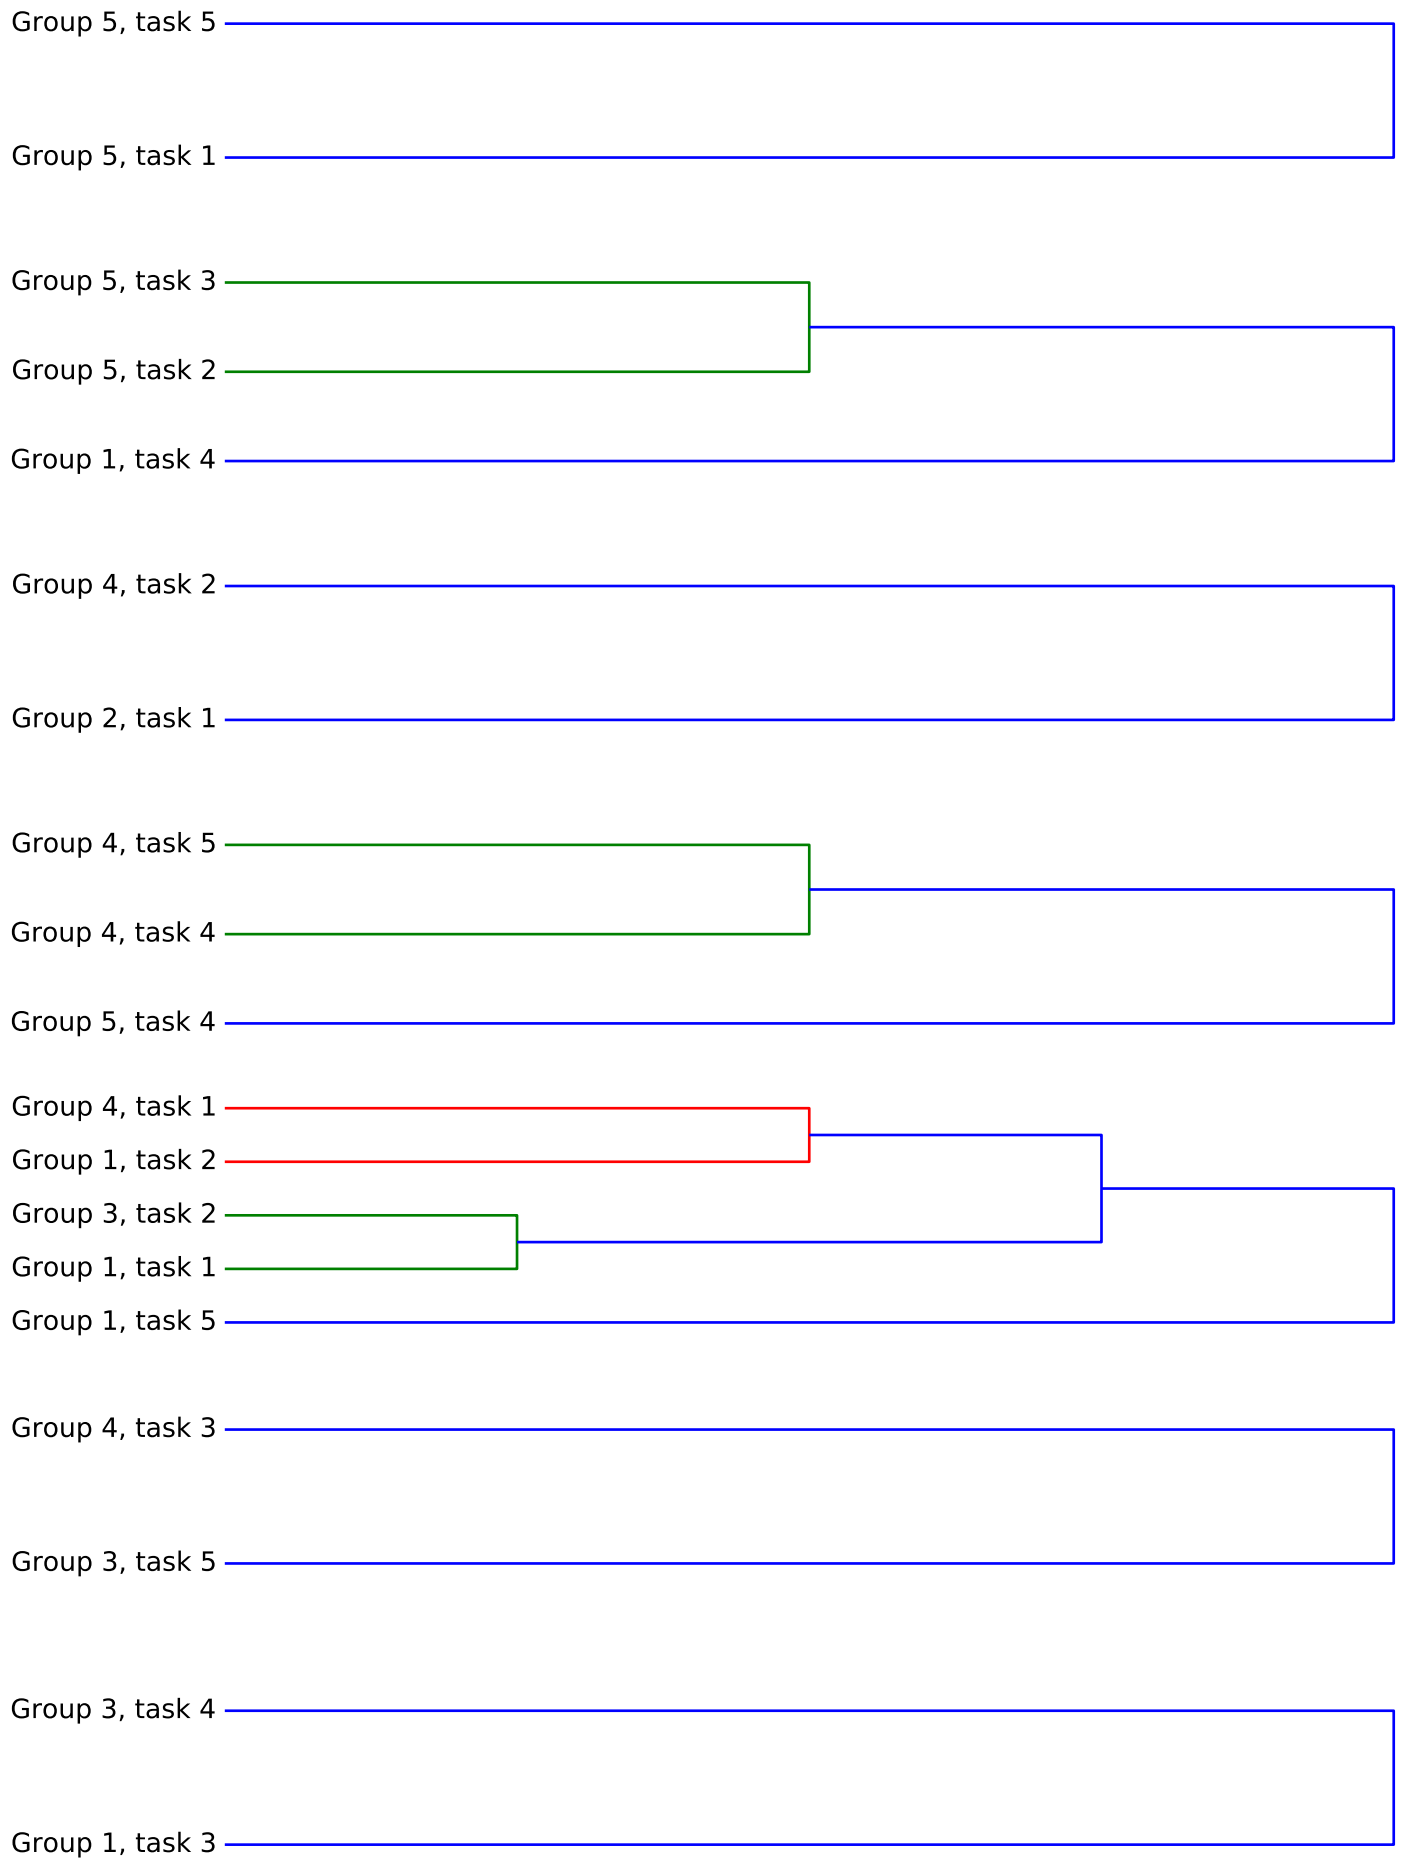 Group 5, task 5
Group 5, task 1
Group 5, task 3
Group 5, task 2
Group 1, task 4
Group 4, task 2
Group 2, task 1
Group 4, task 5
Group 4, task 4
Group 5, task 4
Group 4, task 1
Group 1, task 2
Group 3, task 2
Group 1, task 1
Group 1, task 5
Group 4, task 3
Group 3, task 5
Group 3, task 4
Group 1, task 3